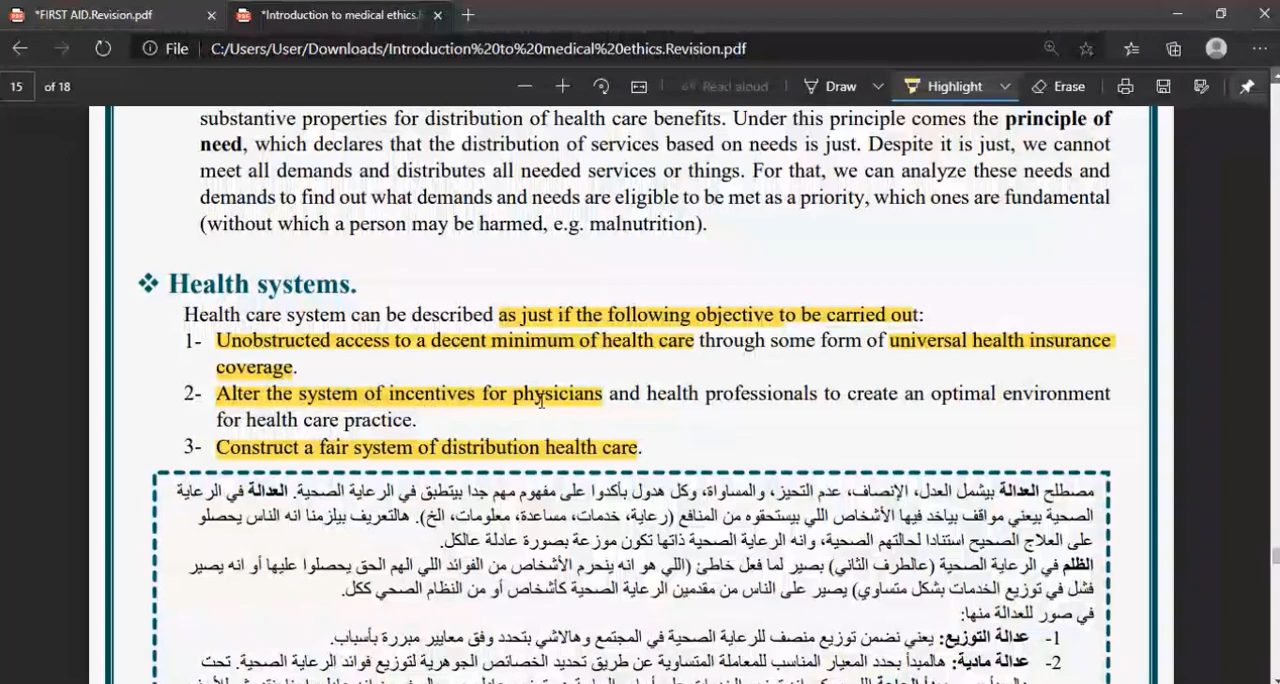 *FIRST AID.Revision.pdf
*Introduction to medical ethics.
File
C:/Users/User/Downloads/Introduction%20to%20medical%20ethics.Revision.pdf
15 of 18
Read aloud
Draw
Highlight
Erase
substantive properties for distribution of health care benefits. Under this principle comes the principle of
need, which declares that the distribution of services based on needs is just. Despite it is just, we cannot
meet all demands and distributes all needed services or things. For that, we can analyze these needs and
demands to find out what demands and needs are eligible to be met as a priority, which ones are fundamental
(without which a person may be harmed, e.g. malnutrition).
❖ Health systems.
Health care system can be described as just if the following objective to be carried out:
1- Unobstructed access to a decent minimum of health care through some form of universal health insurance
coverage.
2- Alter the system of incentives for physicians and health professionals to create an optimal environment
for health care practice.
3- Construct a fair system of distribution health care.
مصطلح العدالة بيشمل العدل، الإنصاف، عدم التحيز، والمساواة، وكل هدول بأكدوا على مفهوم مهم جدا بيتطبق في الرعاية الصحية. العدالة في الرعاية
الصحية بيعني مواقف بياخد فيها الأشخاص اللي بيستحقوه من المنافع (رعاية، خدمات، مساعدة، معلومات، الخ). هالتعريف بيلزمنا انه الناس يحصلو
على العلاج الصحيح استنادا لحالتهم الصحية، وانه الرعاية الصحية ذاتها تكون موزعة بصورة عادلة عالكل.
الظلم في الرعاية الصحية (عالطرف الثاني) بصير لما فعل خاطئ (اللي هو انه ينحرم الأشخاص من الفوائد اللي الهم الحق يحصلوا عليها أو انه يصير
فشل في توزيع الخدمات بشكل متساوي) يصير على الناس من مقدمين الرعاية الصحية كأشخاص أو من النظام الصحي ككل.
في صور للعدالة منها:
1- عدالة التوزيع: يعني نضمن توزيع منصف للرعاية الصحية في المجتمع وهالاشي بتحدد وفق معايير مبررة بأسباب.
2- عدالة مادية: هالمبدأ بحدد المعيار المناسب للمعاملة المتساوية عن طريق تحديد الخصائص الجوهرية لتوزيع فوائد الرعاية الصحية. تحت